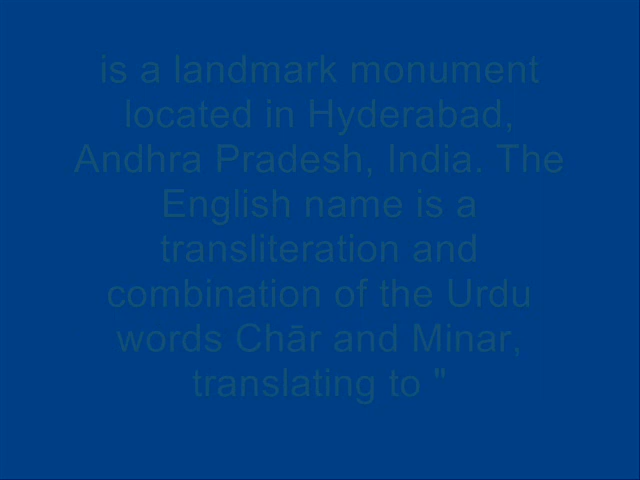 is a landmark monument
located in Hyderabad,
Andhra Pradesh, India. The
English name is a
transliteration and
combination of the Urdu
words Chār and Minar,
translating to "